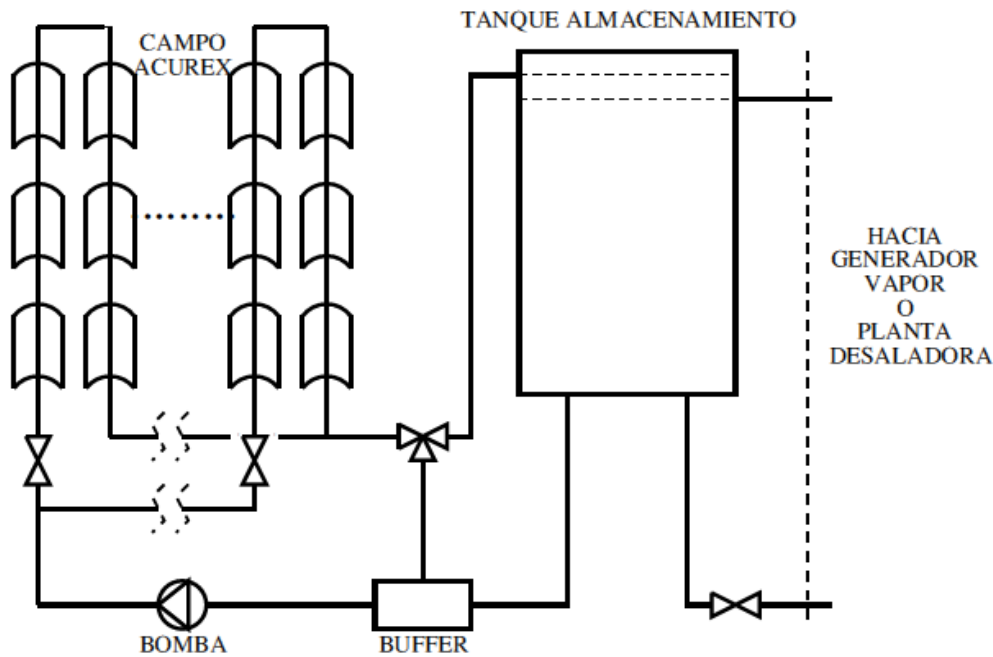 TANQUE ALMACENAMIENTO
CAMPO
ACUREX
HACIA
GENERADOR
VAPOR
O
PLANTA
DESALADORA
BOMBA
BUFFER